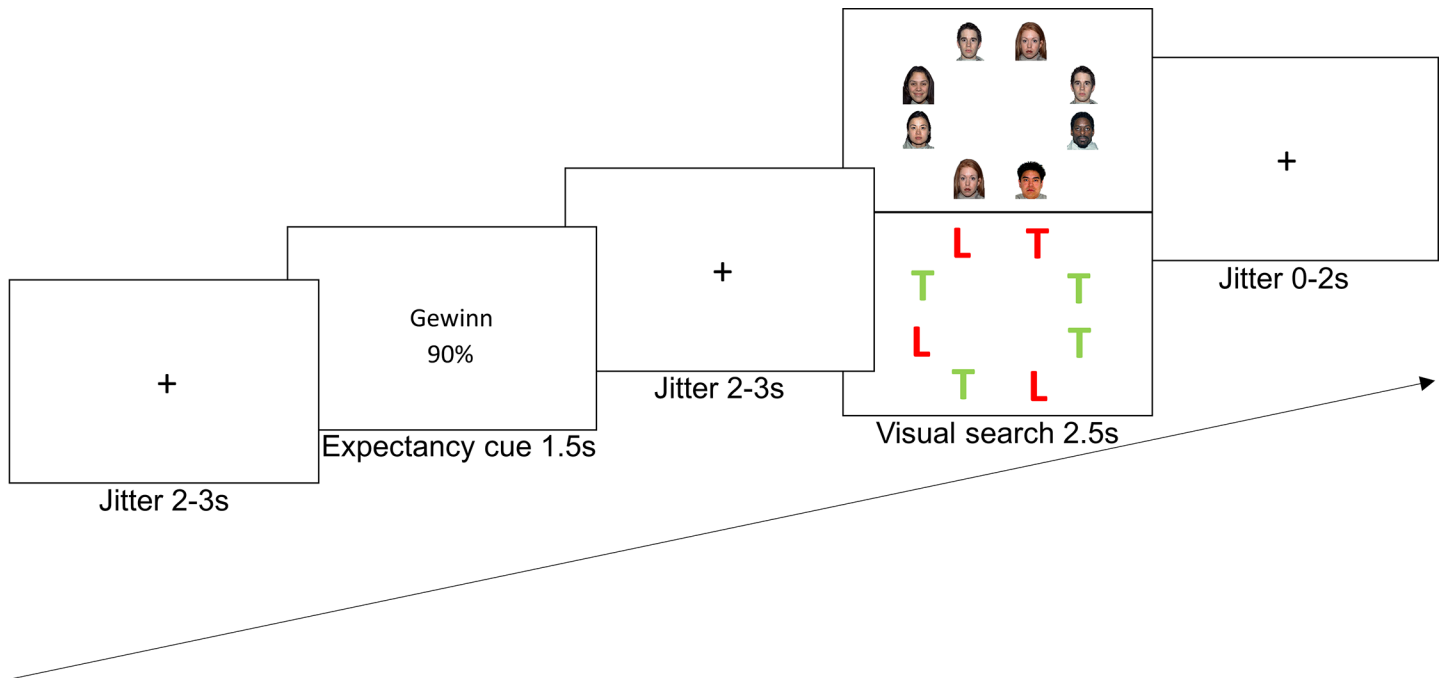 +
Jitter 2-3s
Gewinn
90%
Expectancy cue 1.5s
+
Jitter 2-3s
L T
T T
L T
T L
Visual search 2.5s
+
Jitter 0-2s